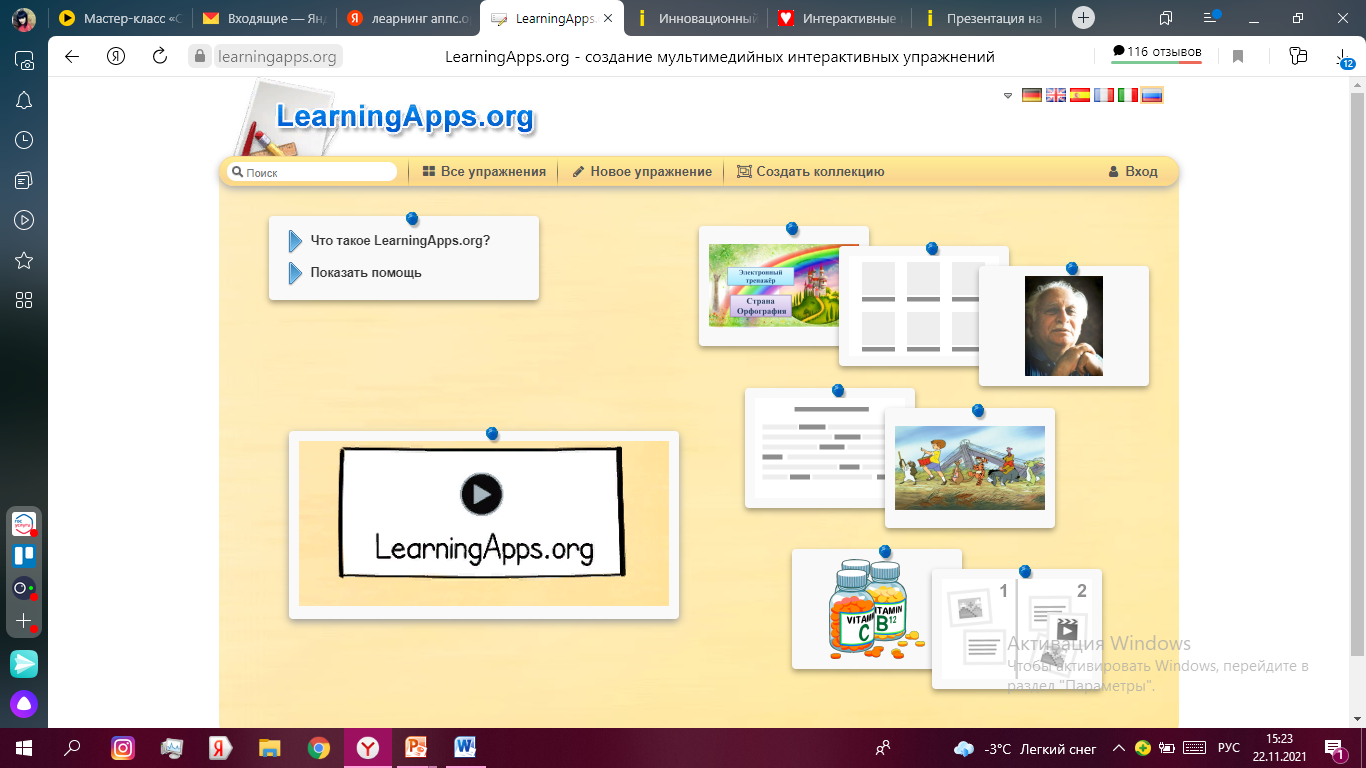 Мастер-класс «С
Входящие — Янд
леарнинг аппс.о
LearningApps.
Инновационный
Интерактивные
Презентация на
learningapps.org
LearningApps.org - создание мультимедийных интерактивных упражнений
116 отзывов
12
LearningApps.org
Поиск
Все упражнения
Новое упражнение
Создать коллекцию
Вход
Что такое LearningApps.org?
Показать помощь
Электронный
тренажёр
Страна
Орфография
LearningApps.org
VITAMIN
C
VITAMIN
B12
1
2
Активация Windows
Чтобы активировать Windows, перейдите в
раздел "Параметры".
-3°C Легкий снег
РУС
15:23
22.11.2021
1